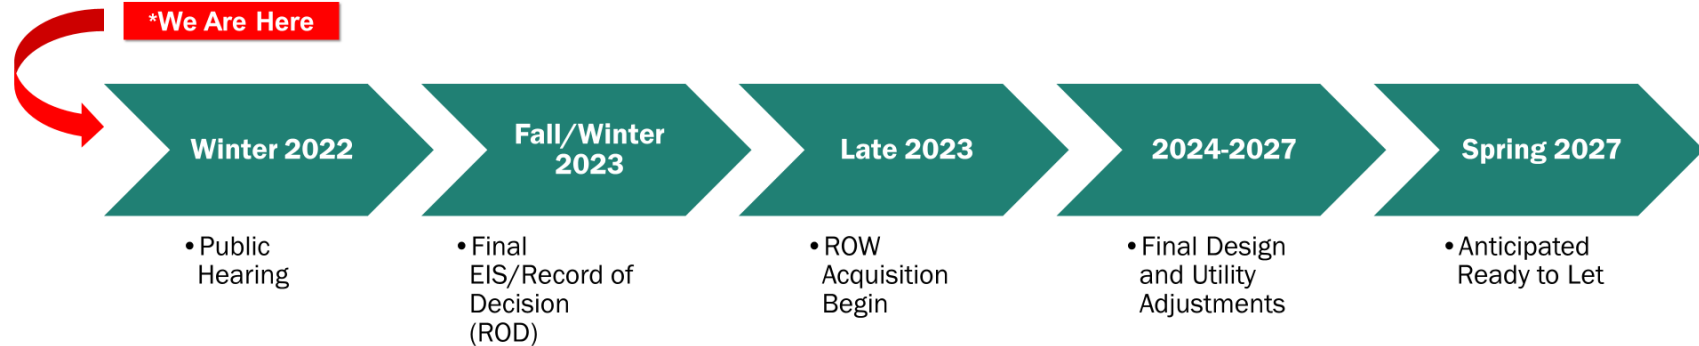 *We Are Here
Winter 2022
• Public
Hearing
Fall/Winter
2023
• Final
EIS/Record of
Decision
(ROD)
Late 2023
• ROW
Acquisition
Begin
2024-2027
• Final Design
and Utility
Adjustments
Spring 2027
• Anticipated
Ready to Let